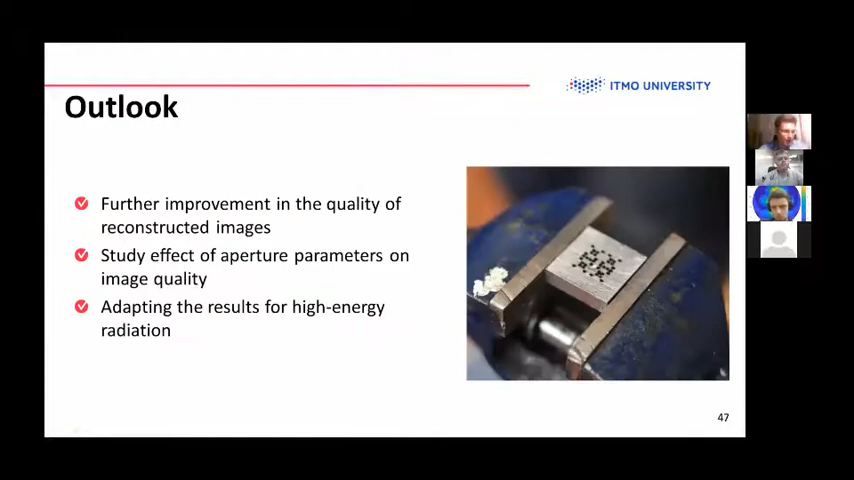 ITMO UNIVERSITY
Outlook
Further improvement in the quality of
reconstructed images
Study effect of aperture parameters on
image quality
Adapting the results for high-energy
radiation
47